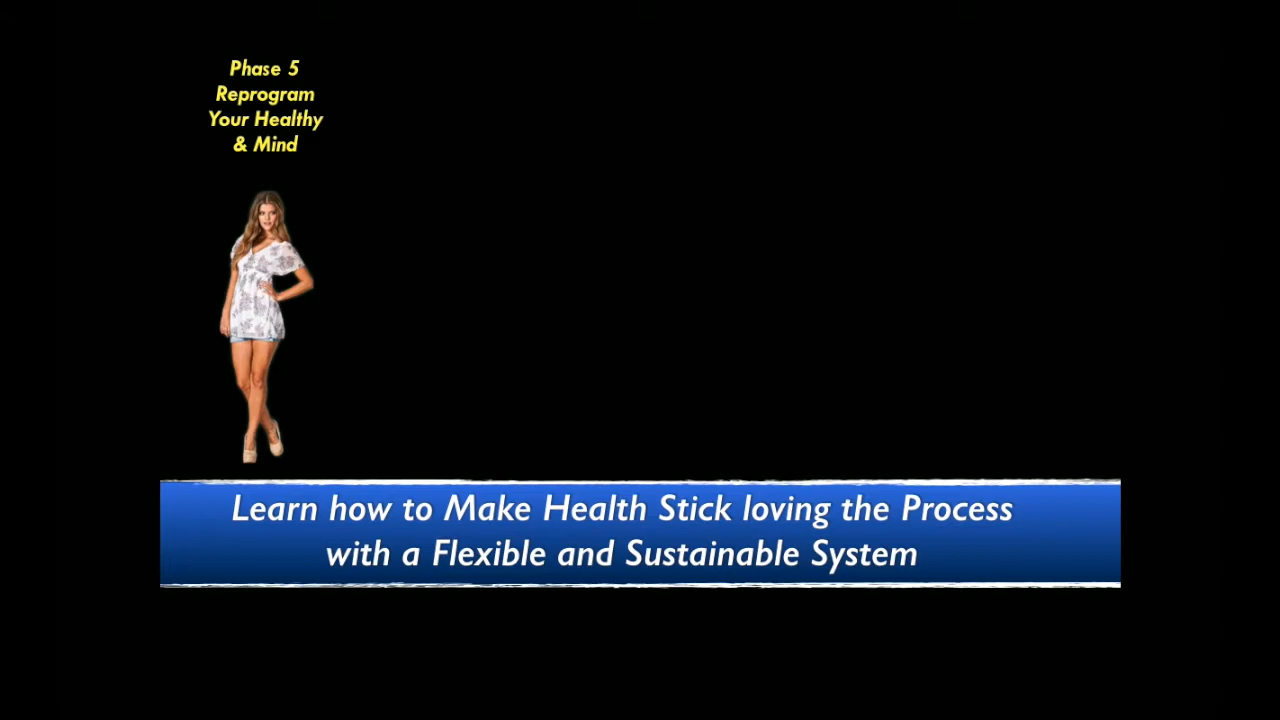 Phase 5
Reprogram
Your Healthy
& Mind
Learn how to Make Health Stick loving the Process
with a Flexible and Sustainable System